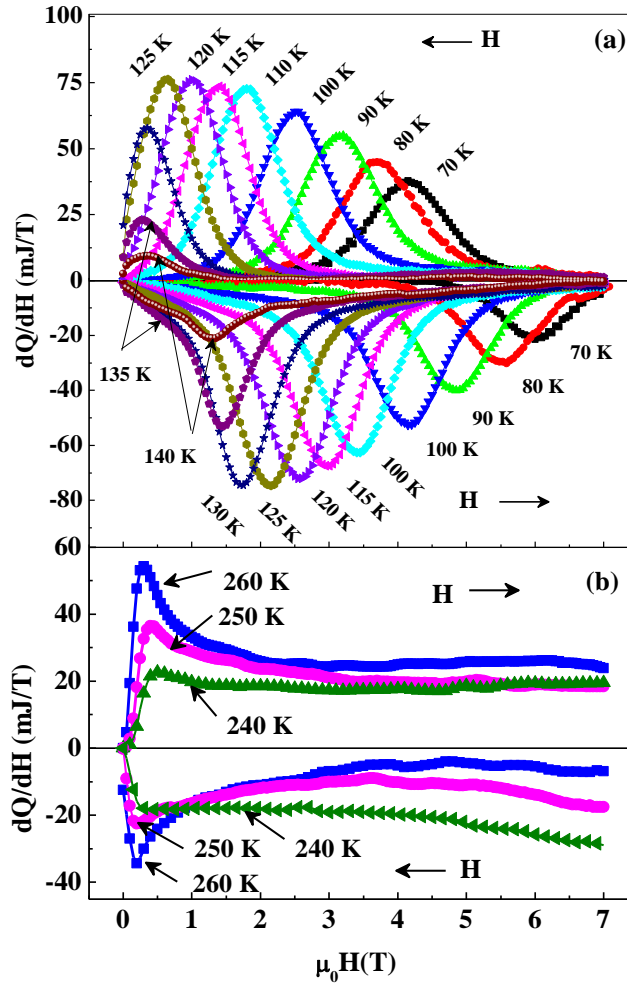 100
75
50
25
0
-20
-40
-60
-80
dQ/dH (mJ/T)
(a)
H
125 K
120 K
115 K
110 K
100 K
90 K
80 K
70 K
135 K
140 K
130 K
125 K
120 K
115 K
100 K
100 K
90 K
80 K
70 K
H
60
40
20
0
-20
-40
dQ/dH (mJ/T)
(b)
H
260 K
250 K
240 K
250 K
240 K
260 K
H
0 1 2 3 4 5 6 7
μ₀H(T)